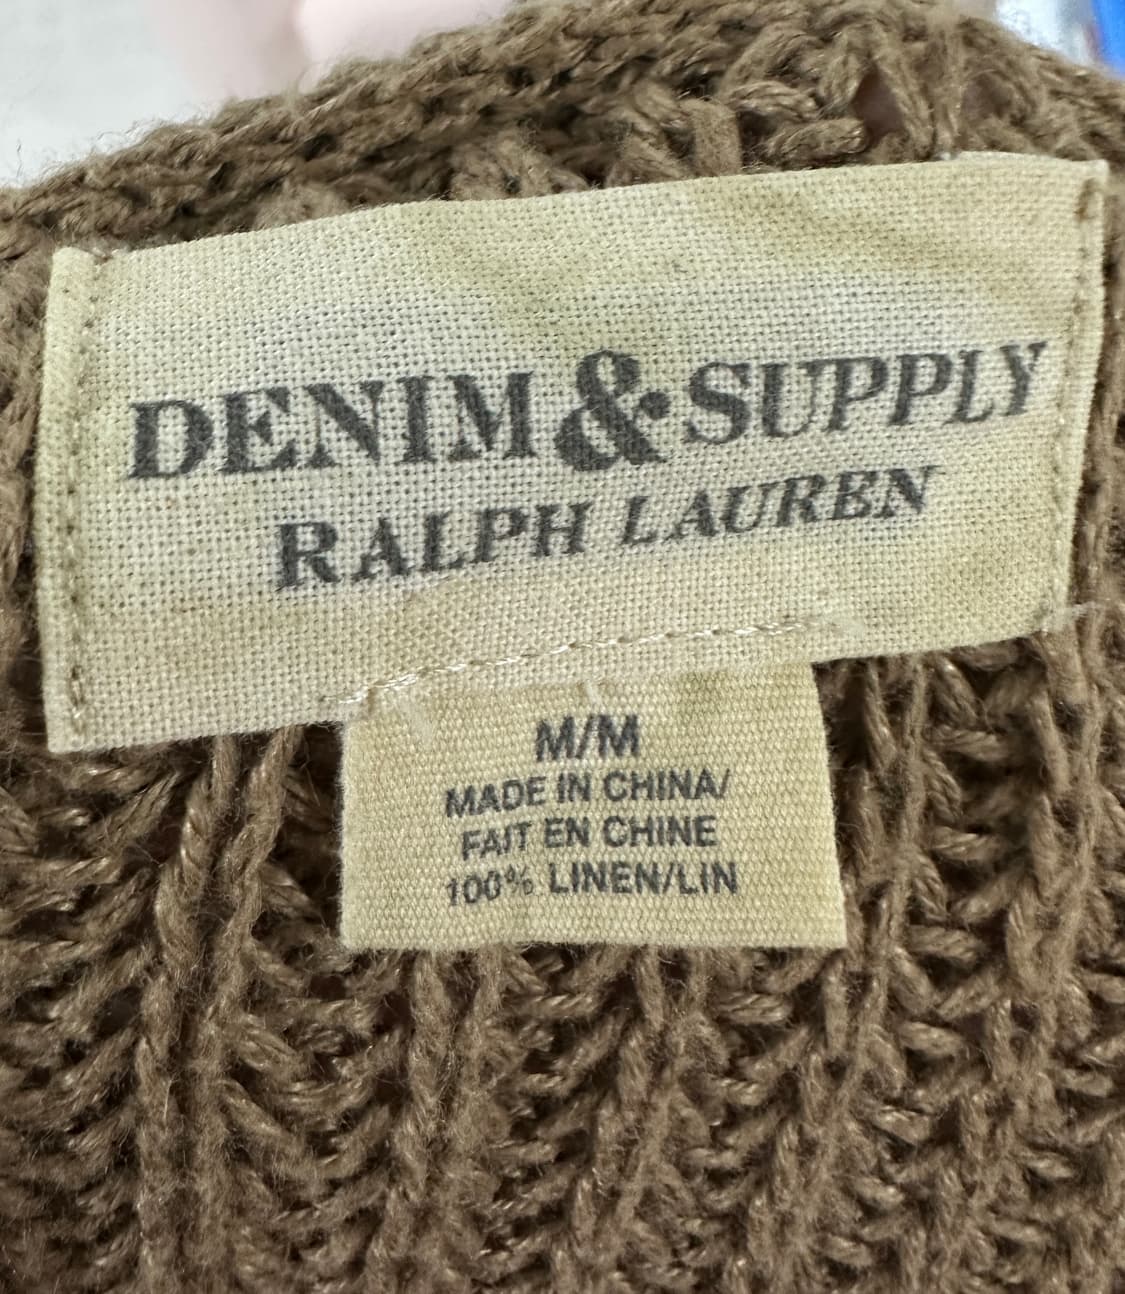 DENIM & SUPPLY
RALPH LAUREN
M/M
MADE IN CHINA/
FAIT EN CHINE
100% LINEN/LIN